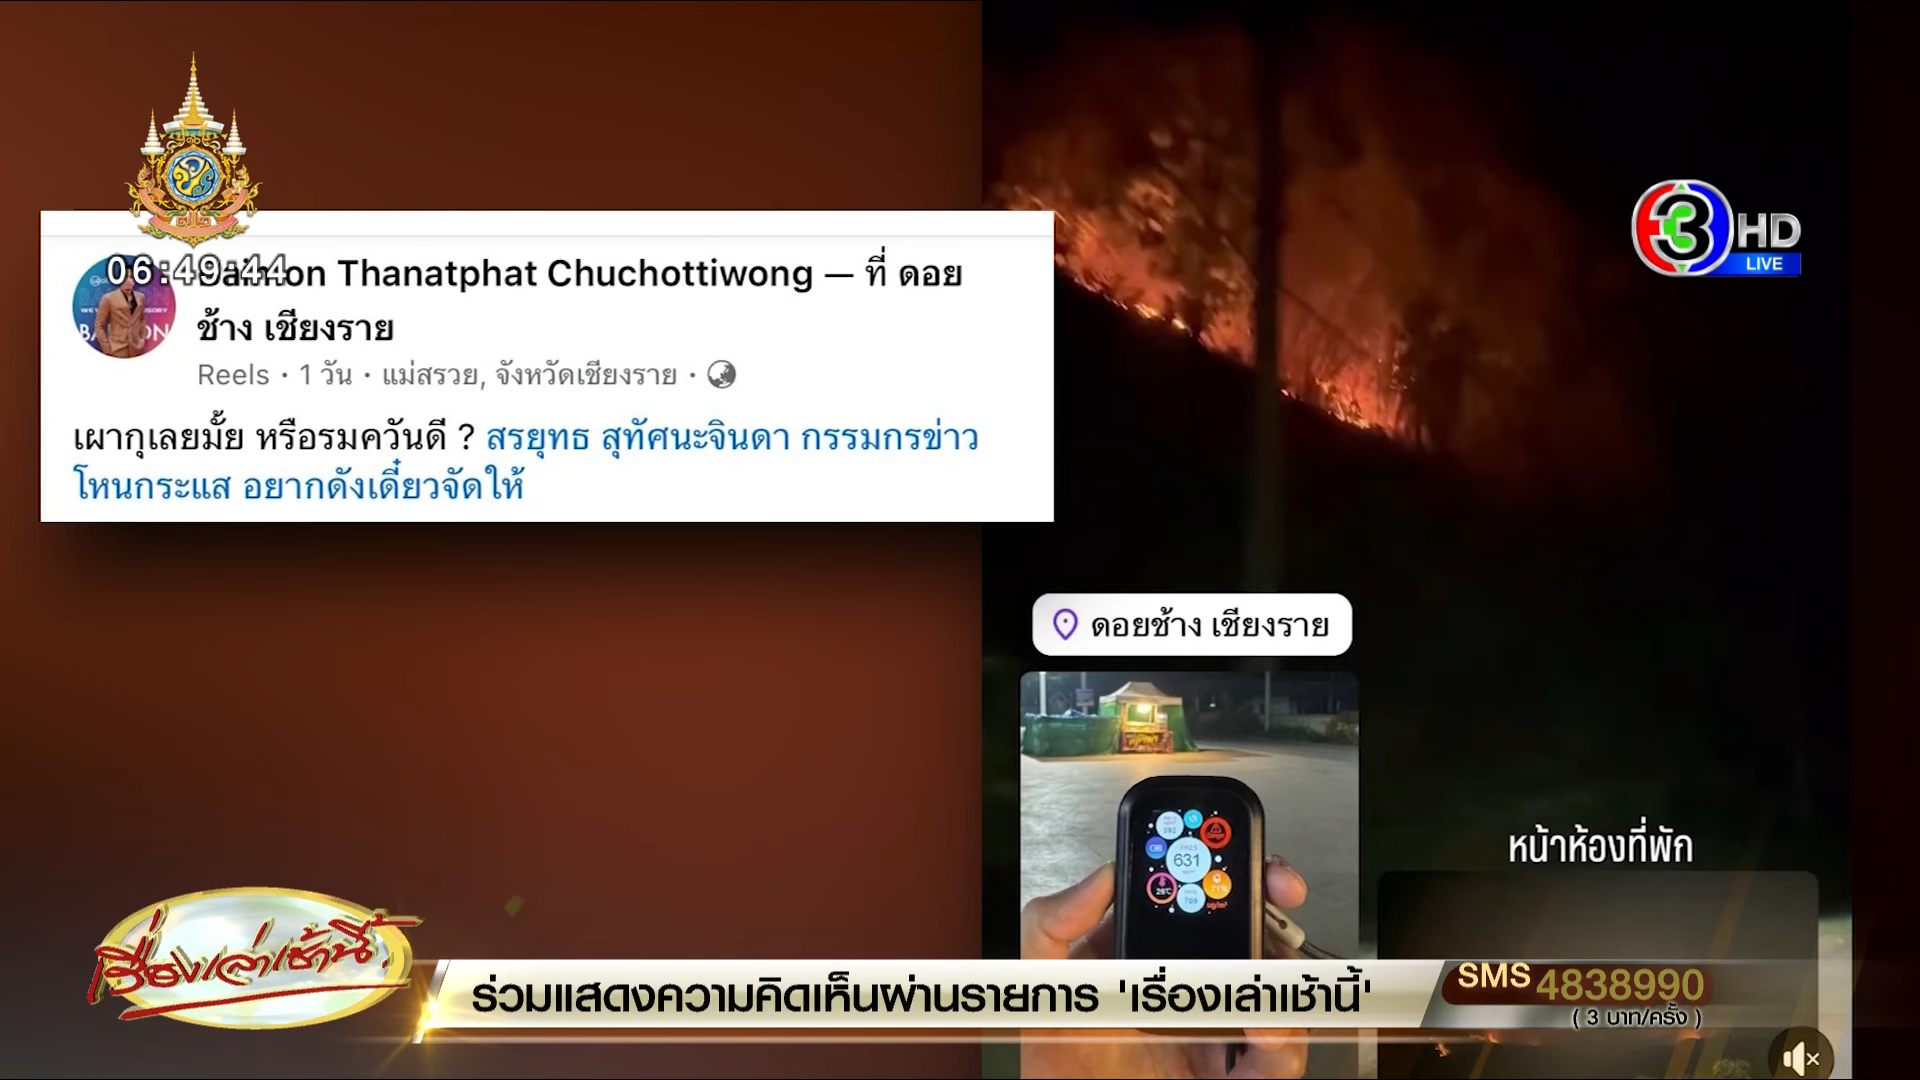 06:49:44
Thanatphat Chuchottiwong — ที่ ดอย
ช้าง เชียงราย
Reels · 1 วัน · แม่สรวย, จังหวัดเชียงราย ·
เผากุเลยมั้ย หรือรมควันดี ? สรยุทธ สุทัศนะจินดา กรรมกรข่าว
โหนกระแส อยากดังเดี๋ยวจัดให้
3 HD
LIVE
ดอยช้าง เชียงราย
392
PM2.5
631
26°C
71%
709
หน้าห้องที่พัก
เรื่องเล่าเช้านี้
ร่วมแสดงความคิดเห็นผ่านรายการ 'เรื่องเล่าเช้านี้'
SMS 4838990
( 3 บาท/ครั้ง )